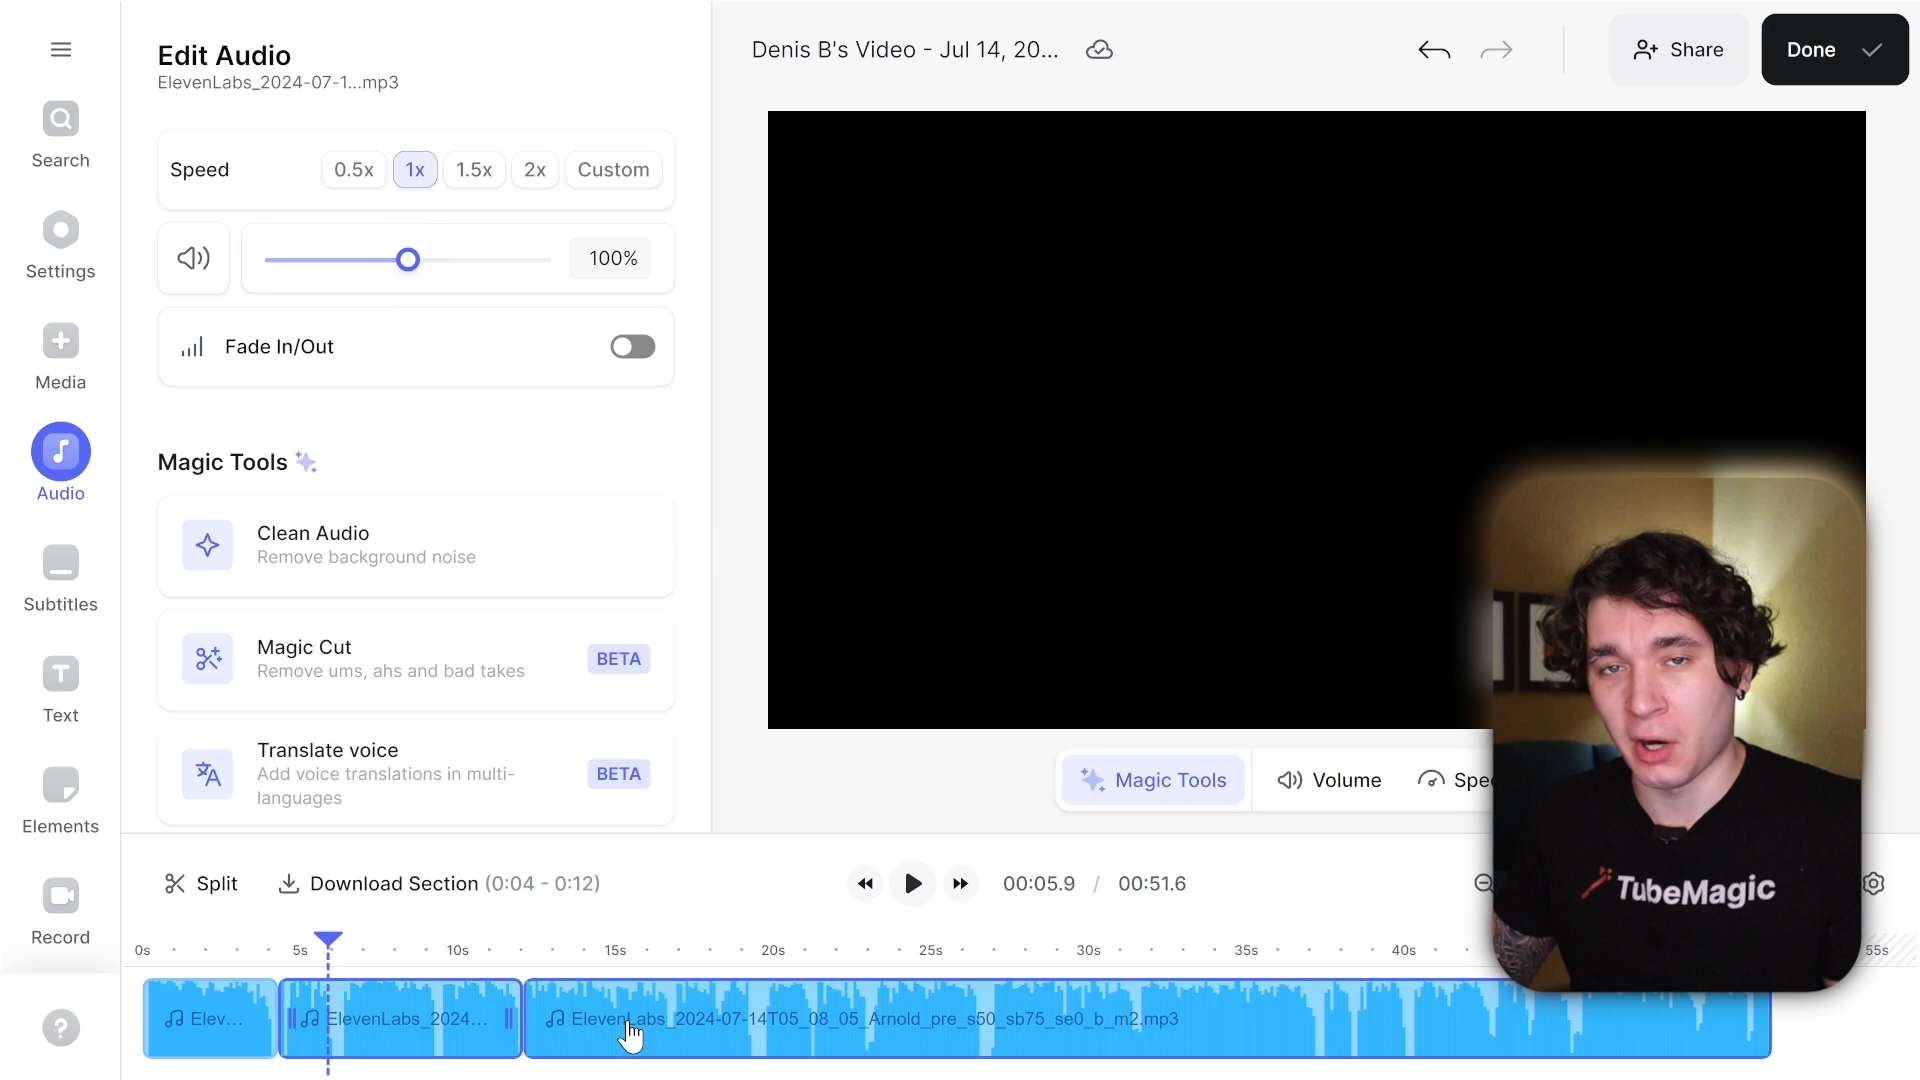 Edit Audio
ElevenLabs_2024-07-1...mp3
Denis B's Video - Jul 14, 20...
Share
Done
Search
Speed
0.5x
1x
1.5x
2x
Custom
Settings
100%
Media
Fade In/Out
Audio
Magic Tools
Clean Audio
Remove background noise
Subtitles
Magic Cut
Remove ums, ahs and bad takes
BETA
Text
T
Translate voice
Add voice translations in multi-
languages
BETA
Magic Tools
Volume
Spee
Elements
TubeMagic
Split
Download Section (0:04 - 0:12)
00:05.9 / 00:51.6
Record
0s
5s
10s
15s
20s
25s
30s
35s
40s
55s
Elev...
ElevenLabs_2024...
ElevenLabs_2024-07-14T05_08_05_Arnold_pre_s50_sb75_se0_b_m2.mp3
?